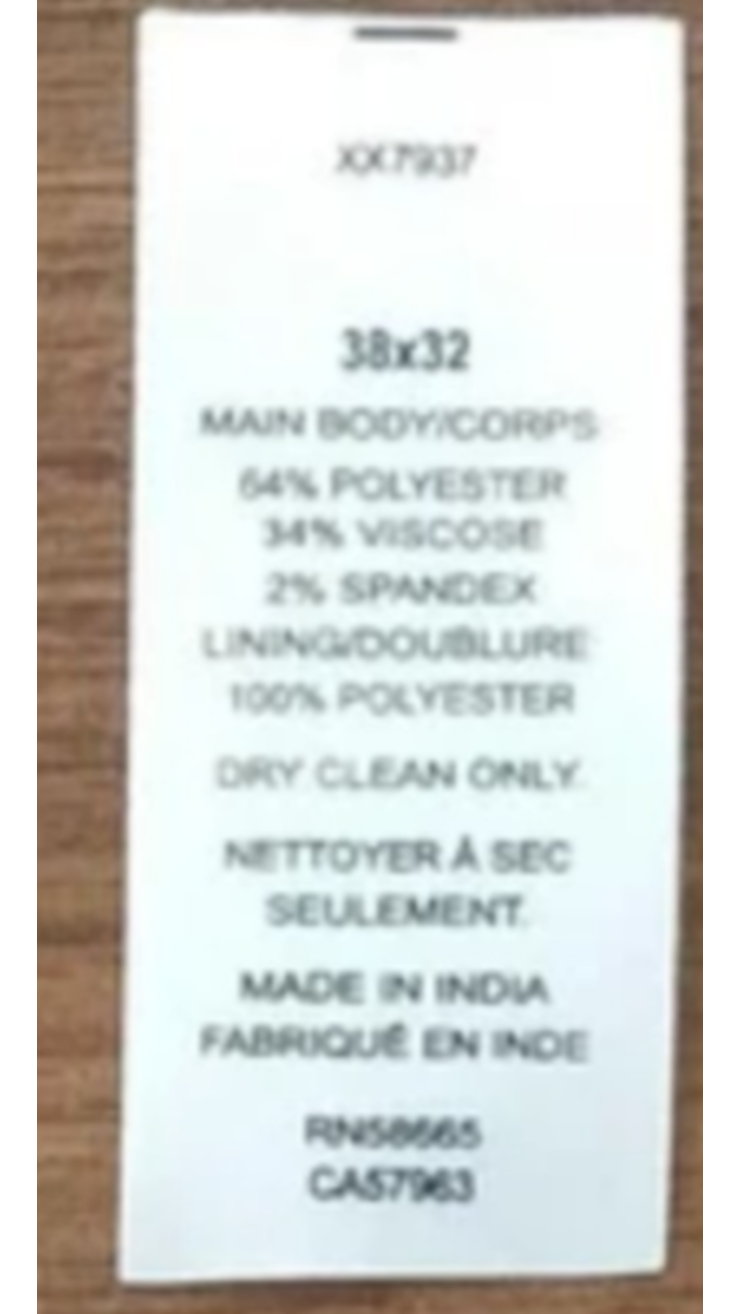 XX7937
38x32
MAIN BODY/CORPS
64% POLYESTER
34% VISCOSE
2% SPANDEX
LINING/DOUBLURE
100% POLYESTER
DRY CLEAN ONLY.
NETTOYER À SEC
SEULEMENT.
MADE IN INDIA
FABRIQUÉ EN INDE
RN58665
CA57963